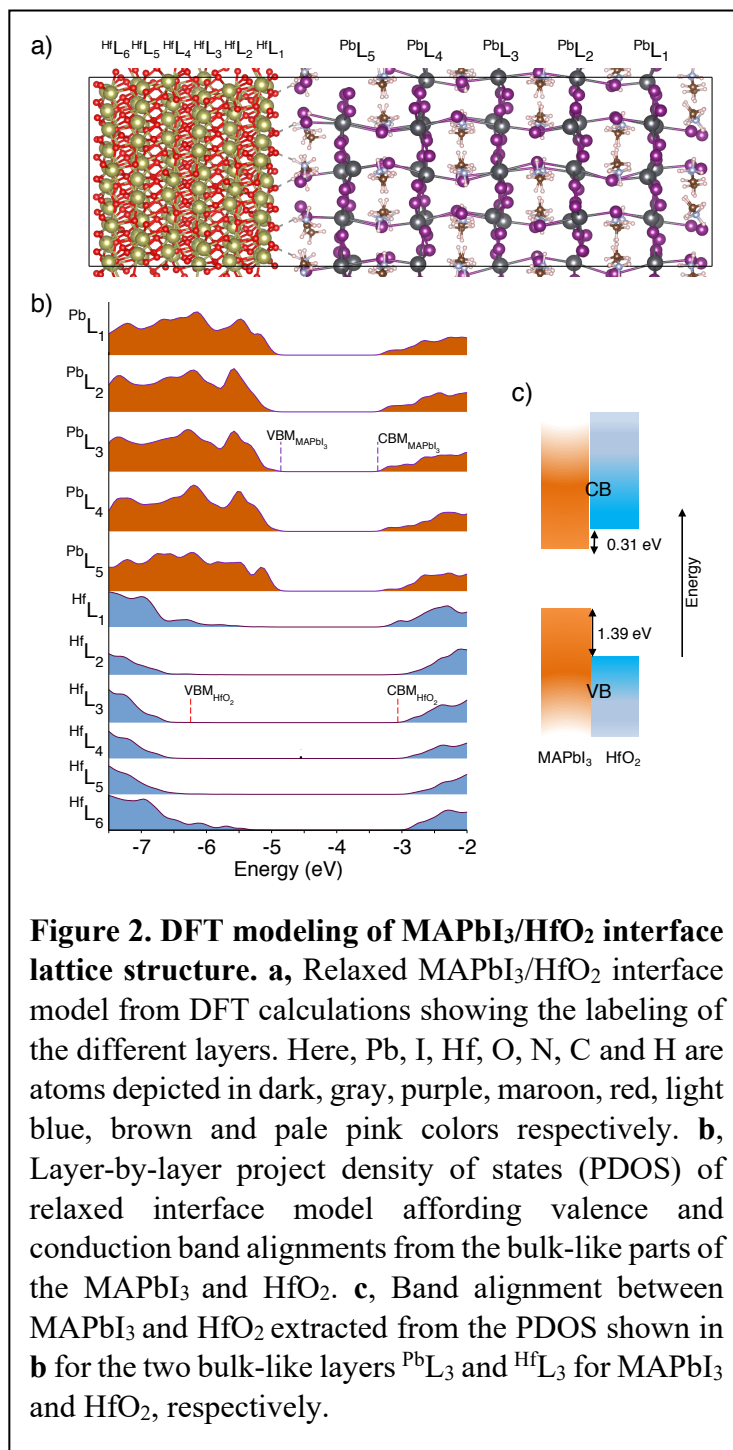 a)
ᴴᶠL₆ ᴴᶠL₅ ᴴᶠL₄ ᴴᶠL₃ ᴴᶠL₂ ᴴᶠL₁ ᴾᵇL₅ ᴾᵇL₄ ᴾᵇL₃ ᴾᵇL₂ ᴾᵇL₁
b)
ᴾᵇL₁
ᴾᵇL₂
ᴾᵇL₃
VBM_MAPbI₃ CBM_MAPbI₃
ᴾᵇL₄
ᴾᵇL₅
ᴴᶠL₁
ᴴᶠL₂
ᴴᶠL₃
VBM_HfO₂ CBM_HfO₂
ᴴᶠL₄
ᴴᶠL₅
ᴴᶠL₆
-7 -6 -5 -4 -3 -2
Energy (eV)
c)
CB
0.31 eV
Energy
1.39 eV
VB
MAPbI₃ HfO₂
Figure 2. DFT modeling of MAPbI₃/HfO₂ interface
lattice structure. a, Relaxed MAPbI₃/HfO₂ interface
model from DFT calculations showing the labeling of
the different layers. Here, Pb, I, Hf, O, N, C and H are
atoms depicted in dark, gray, purple, maroon, red, light
blue, brown and pale pink colors respectively. b,
Layer-by-layer project density of states (PDOS) of
relaxed interface model affording valence and
conduction band alignments from the bulk-like parts of
the MAPbI₃ and HfO₂. c, Band alignment between
MAPbI₃ and HfO₂ extracted from the PDOS shown in
b for the two bulk-like layers ᴾᵇL₃ and ᴴᶠL₃ for MAPbI₃
and HfO₂, respectively.